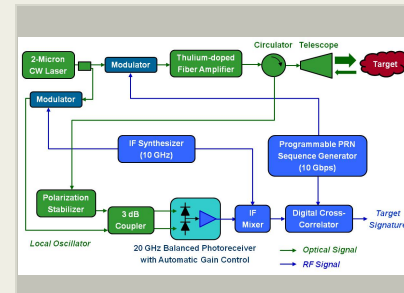 Circulator Telescope
2-Micron
CW Laser
Modulator
Thulium-doped
Fiber Amplifier
Target
Modulator
IF Synthesizer
(10 GHz)
Programmable PRN
Sequence Generator
(10 Gbps)
Polarization
Stabilizer
3 dB
Coupler
IF
Mixer
Digital Cross-
Correlator
Target
Signature
Local Oscillator
20 GHz Balanced Photoreceiver
with Automatic Gain Control
Optical Signal
RF Signal